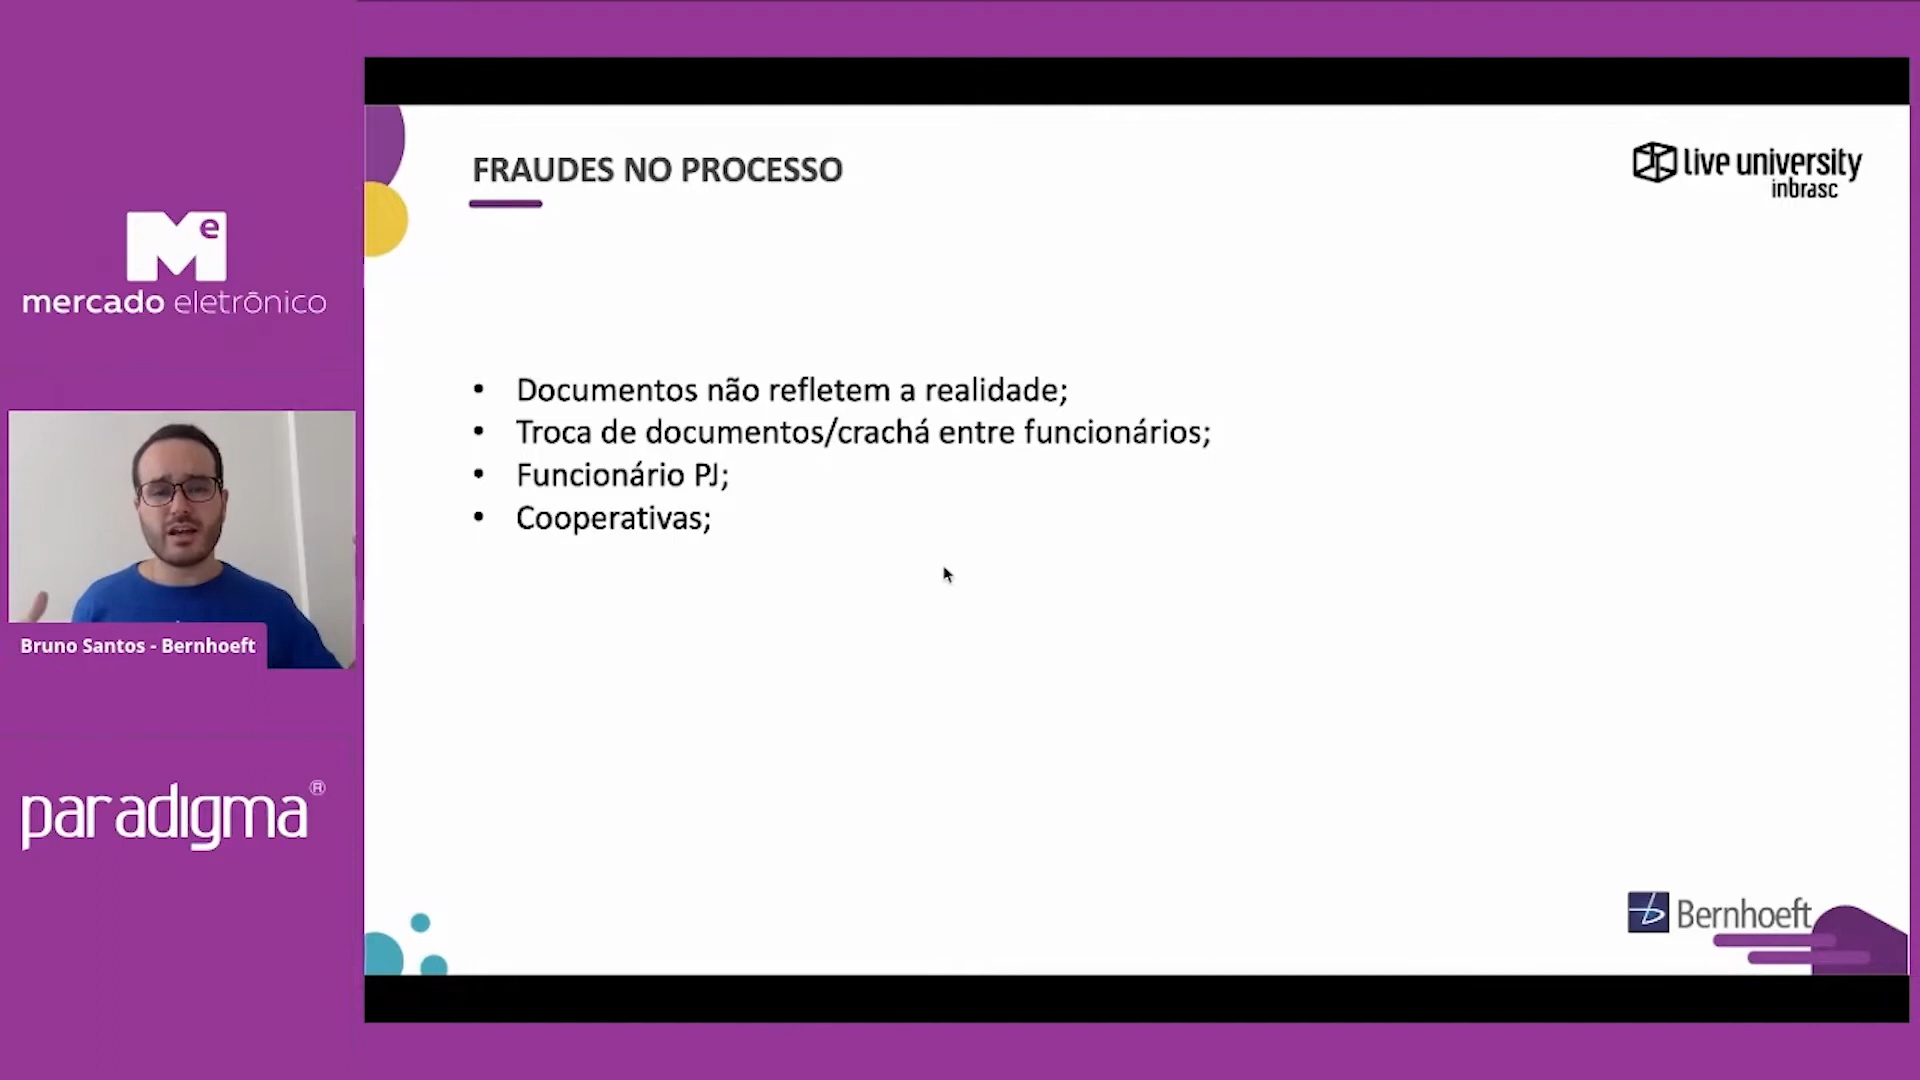 Me
mercado eletrônico
Bruno Santos - Bernhoeft
paradigma®
FRAUDES NO PROCESSO
live university
inbrasc
• Documentos não refletem a realidade;
• Troca de documentos/crachá entre funcionários;
• Funcionário PJ;
• Cooperativas;
Bernhoeft